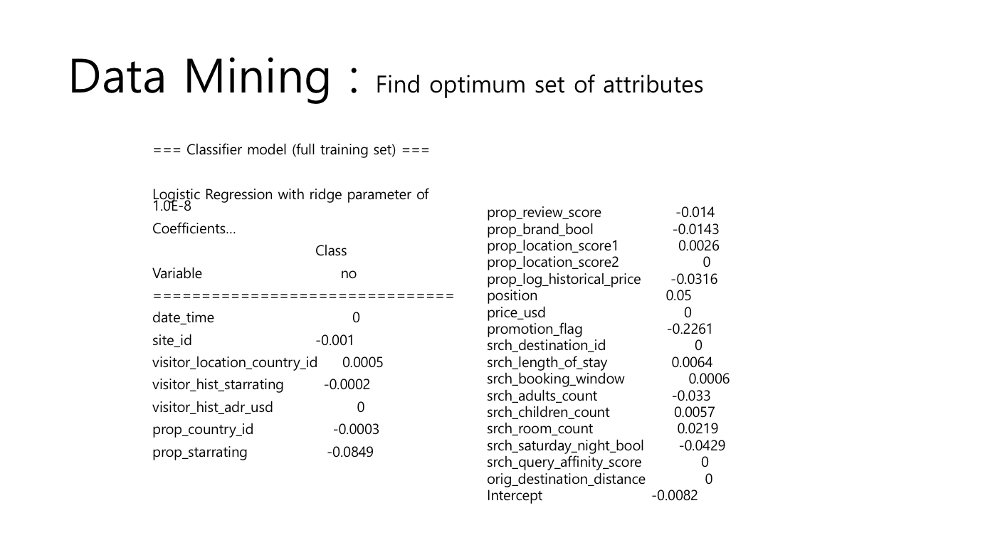 Data Mining : Find optimum set of attributes
=== Classifier model (full training set) ===
Logistic Regression with ridge parameter of
1.0E-8
Coefficients...
Class
Variable no
===============================
date_time 0
site_id -0.001
visitor_location_country_id 0.0005
visitor_hist_starrating -0.0002
visitor_hist_adr_usd 0
prop_country_id -0.0003
prop_starrating -0.0849
prop_review_score -0.014
prop_brand_bool -0.0143
prop_location_score1 0.0026
prop_location_score2 0
prop_log_historical_price -0.0316
position 0.05
price_usd 0
promotion_flag -0.2261
srch_destination_id 0
srch_length_of_stay 0.0064
srch_booking_window 0.0006
srch_adults_count -0.033
srch_children_count 0.0057
srch_room_count 0.0219
srch_saturday_night_bool -0.0429
srch_query_affinity_score 0
orig_destination_distance 0
Intercept -0.0082